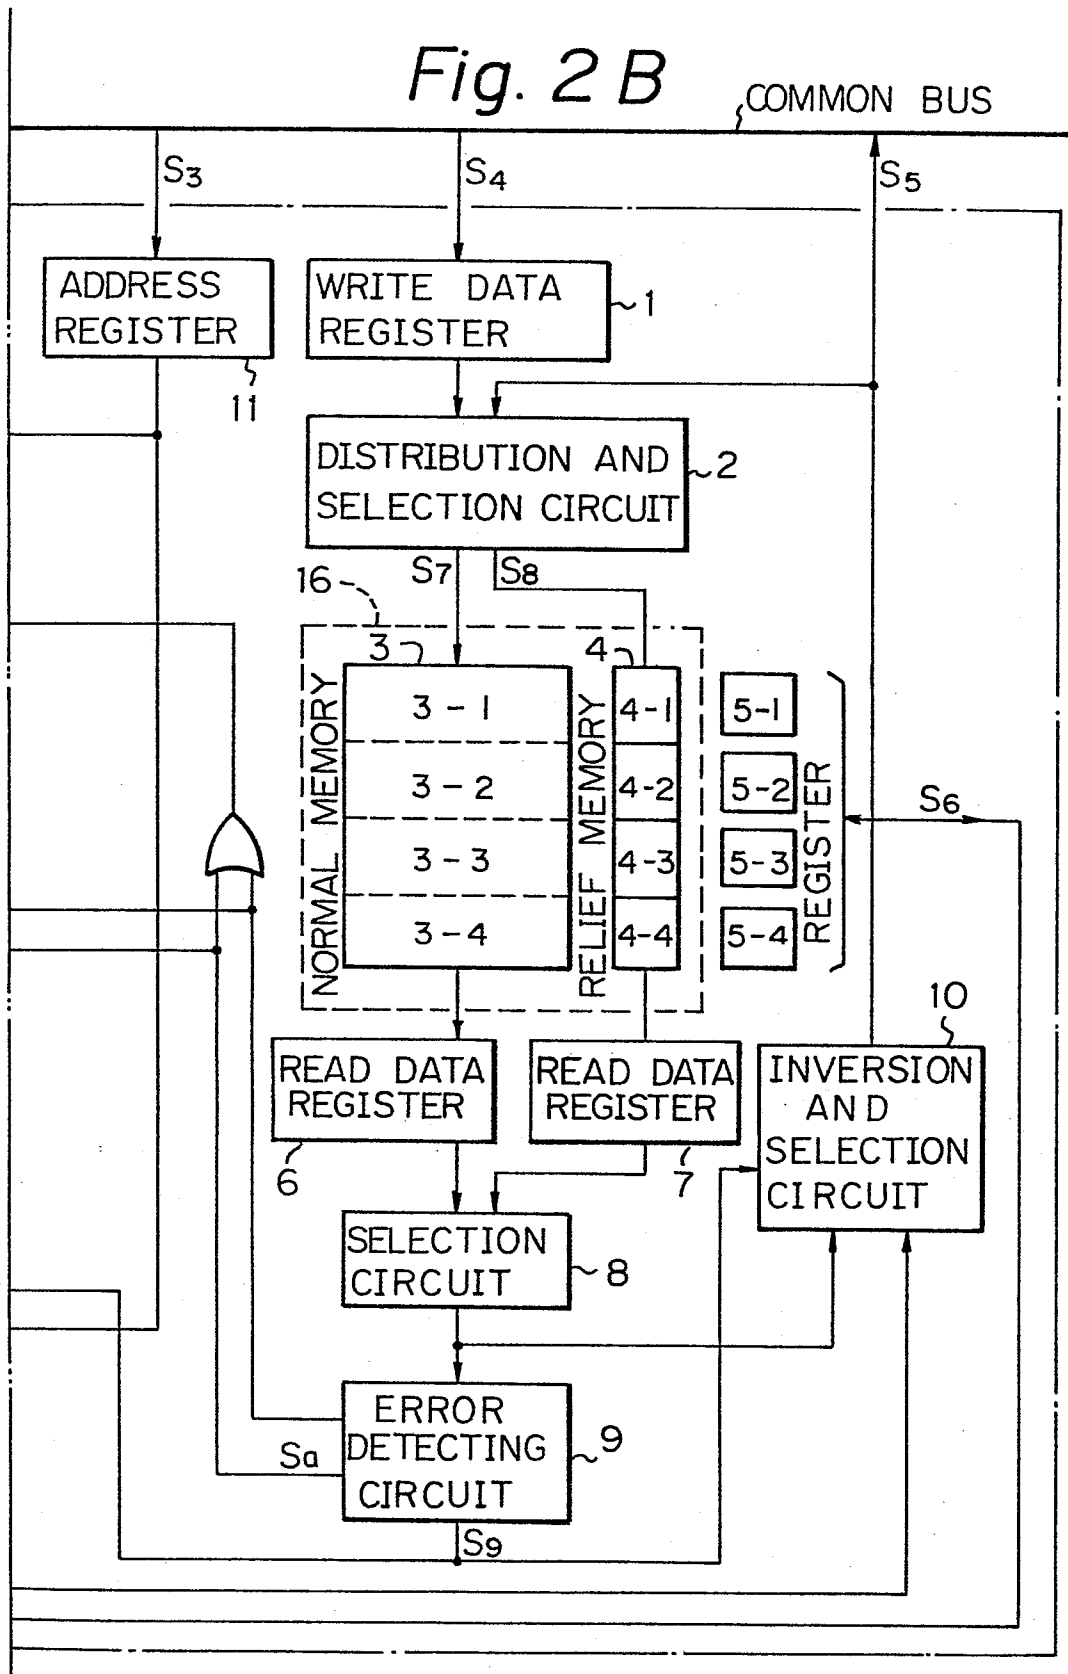 Fig. 2B
COMMON BUS
S3
S4
S5
ADDRESS
REGISTER
11
WRITE DATA
REGISTER
1
DISTRIBUTION AND
SELECTION CIRCUIT
2
S7
S8
16
NORMAL MEMORY
3
3-1
3-2
3-3
3-4
RELIEF MEMORY
4
4-1
4-2
4-3
4-4
5-1
5-2
5-3
5-4
REGISTER
S6
READ DATA
REGISTER
6
READ DATA
REGISTER
7
10
INVERSION
AND
SELECTION
CIRCUIT
SELECTION
CIRCUIT
8
ERROR
DETECTING
CIRCUIT
9
Sa
S9